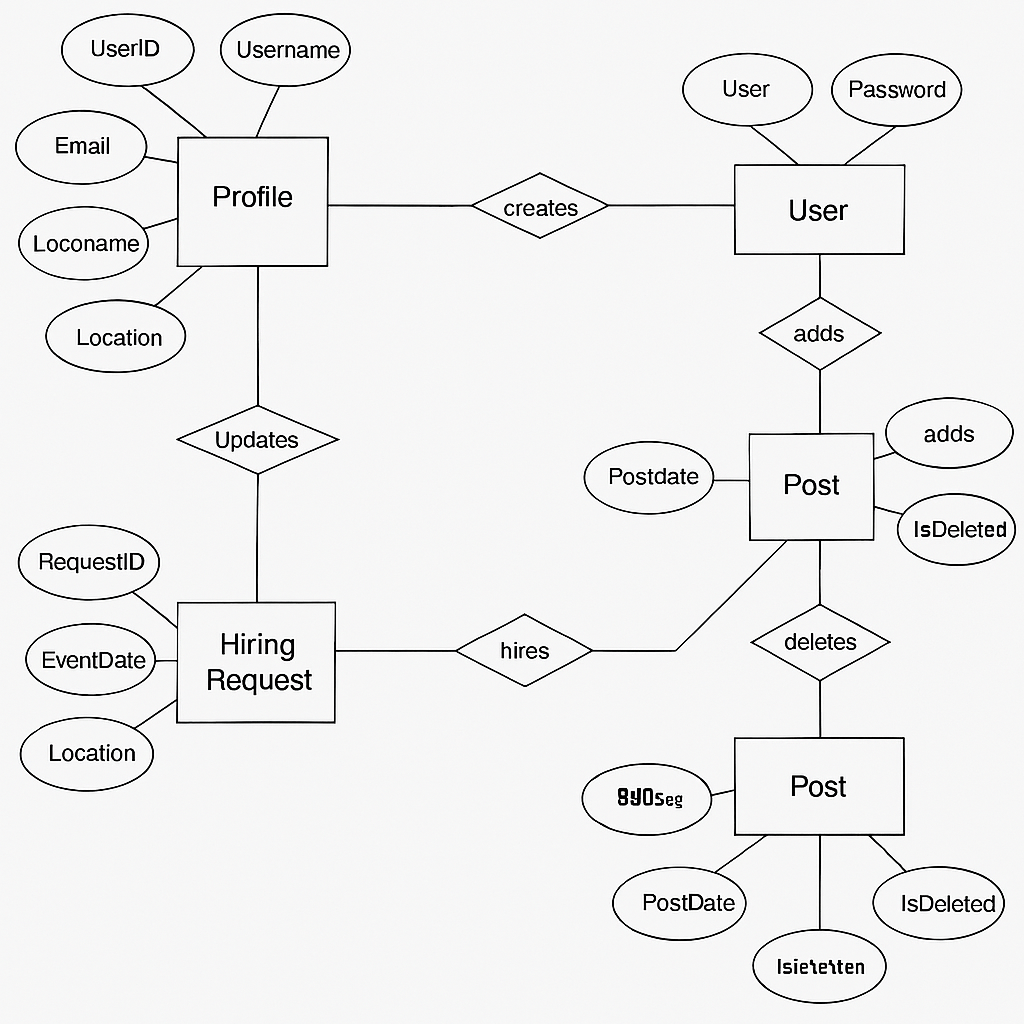 UserID
Username
User
Password
Email
Profile
creates
User
Loconame
Location
adds
Updates
Postdate
Post
adds
IsDeleted
RequestID
EventDate
Location
Hiring
Request
hires
deletes
Post
PostDate
IsDeleted